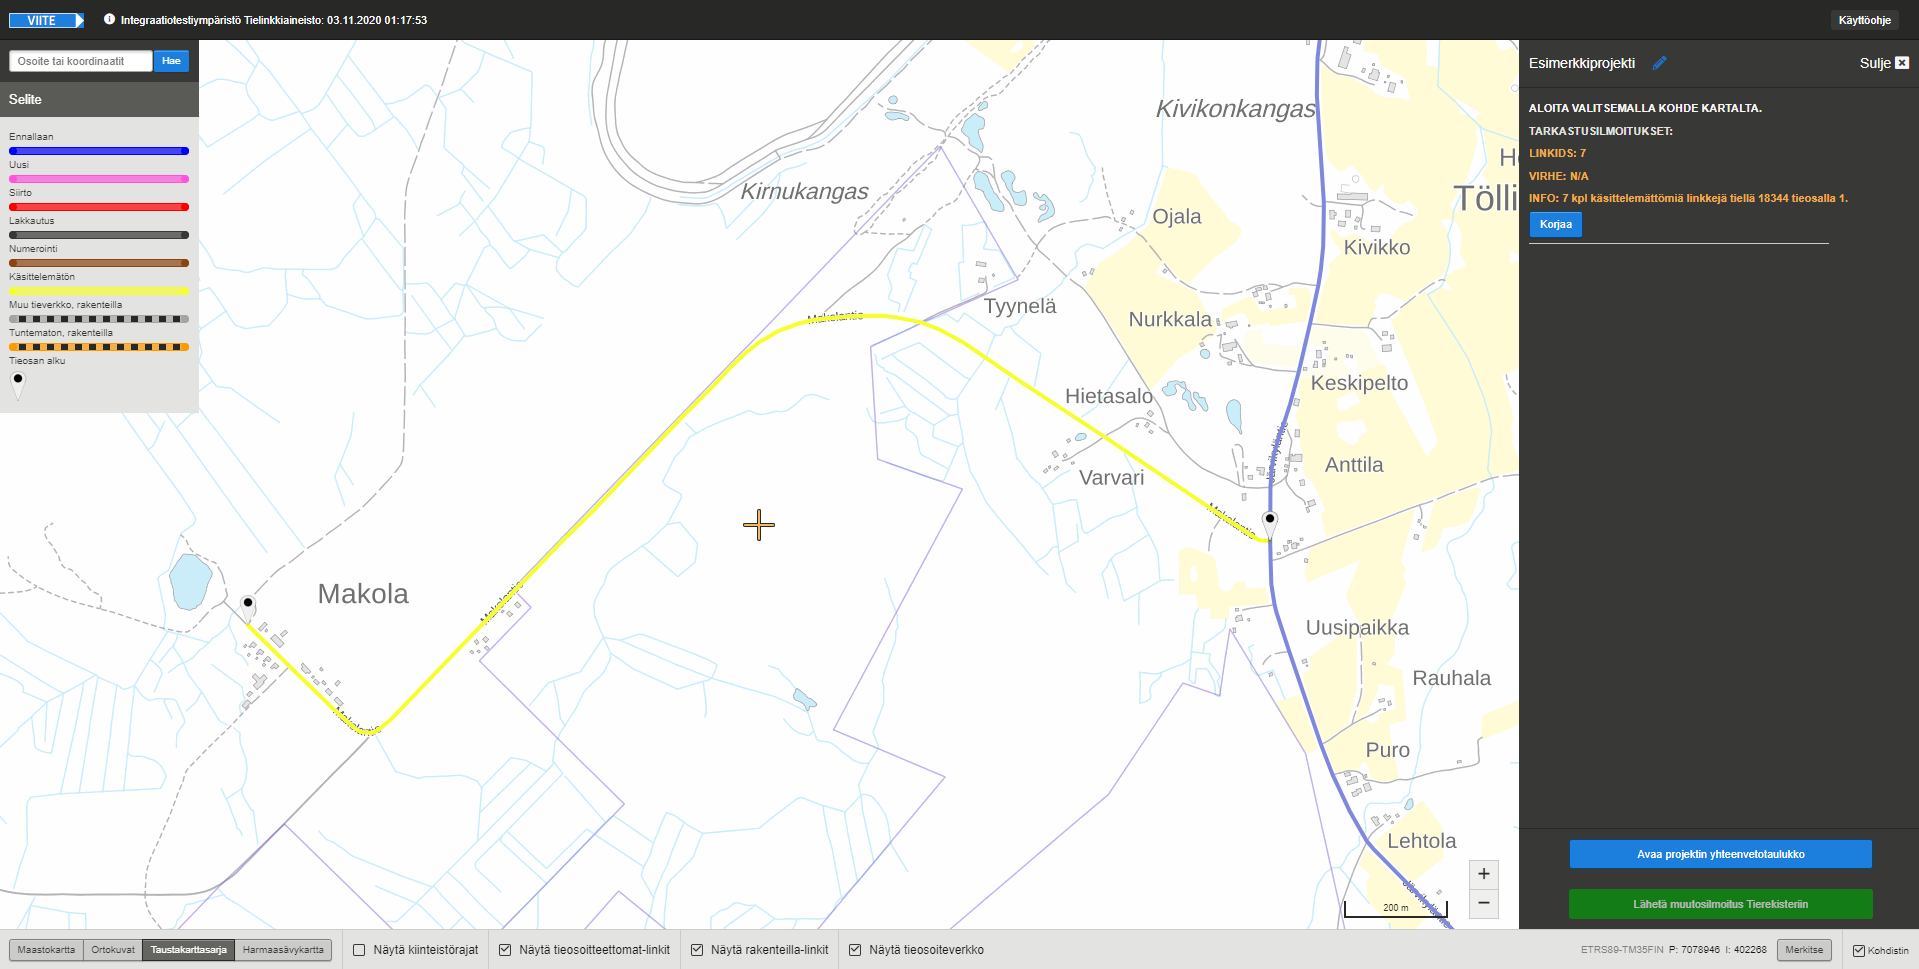 VIITE
Integraatiotestiympäristö Tielinkkiaineisto: 03.11.2020 01:17:53
Käyttöohje
Osoite tai koordinaatit
Hae
Selite
Ennallaan
Uusi
Siirto
Lakkautus
Numerointi
Käsittelemätön
Muu tieverkko, rakenteilla
Tuntematon, rakenteilla
Tieosan alku
Kivikonkangas
Kirnukangas
Ojala
Kivikko
Tölli
Tyynelä
Makolantie
Nurkkala
Keskipelto
Hietasalo
Järvikyläntie
Anttila
Varvari
Makolantie
Makola
Makolantie
Uusipaikka
Rauhala
Makolantie
Puro
Lehtola
Järvikyläntie
200 m
+
−
Esimerkkiprojekti
Sulje
ALOITA VALITSEMALLA KOHDE KARTALTA.
TARKASTUSILMOITUKSET:
LINKIDS: 7
VIRHE: N/A
INFO: 7 kpl käsittelemättömiä linkkejä tiellä 18344 tieosalla 1.
Korjaa
Avaa projektin yhteenvetotaulukko
Lähetä muutosilmoitus Tierekisteriin
Maastokartta Ortokuvat Taustakarttasarja Harmaasävykartta Näytä kiinteistörajat Näytä tieosoitteettomat-linkit Näytä rakenteilla-linkit Näytä tieosoiteverkko ETRS89-TM35FIN P: 7078946 I: 402268 Merkitse Kohdistin